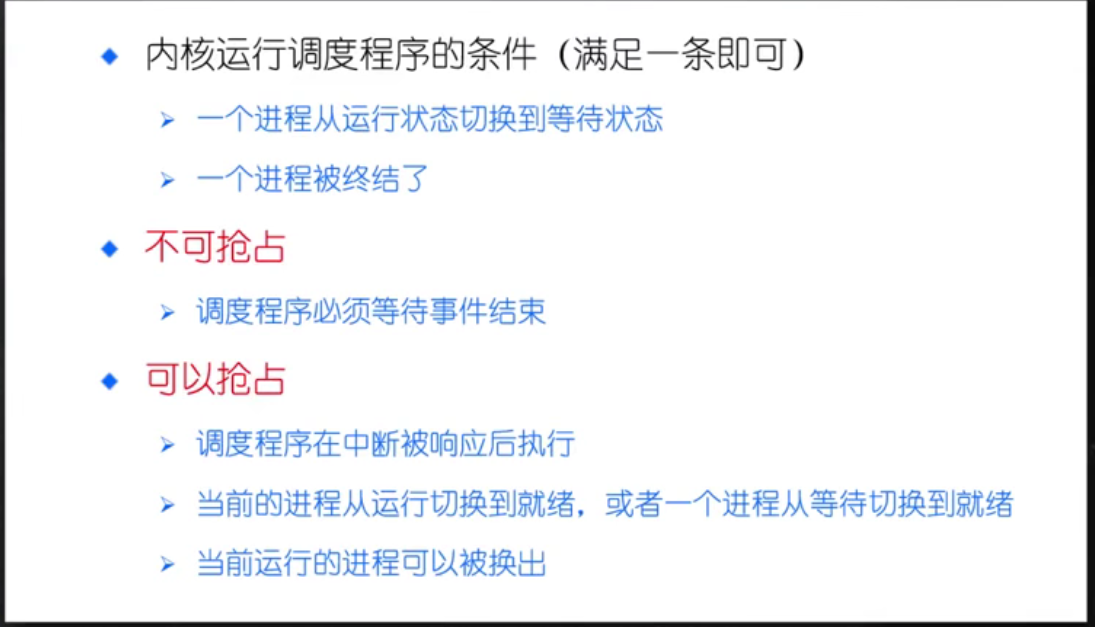 内核运行调度程序的条件（满足一条即可）
一个进程从运行状态切换到等待状态
一个进程被终结了
不可抢占
调度程序必须等待事件结束
可以抢占
调度程序在中断被响应后执行
当前的进程从运行切换到就绪，或者一个进程从等待切换到就绪
当前运行的进程可以被换出